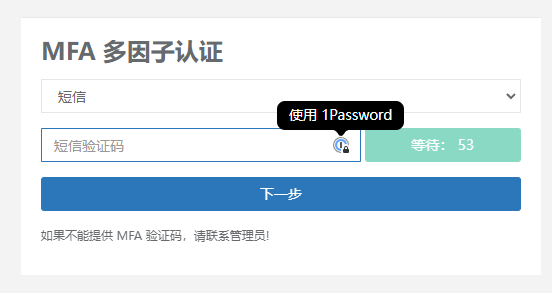 MFA 多因子认证
短信
使用 1Password
短信验证码
等待： 53
下一步
如果不能提供 MFA 验证码，请联系管理员!